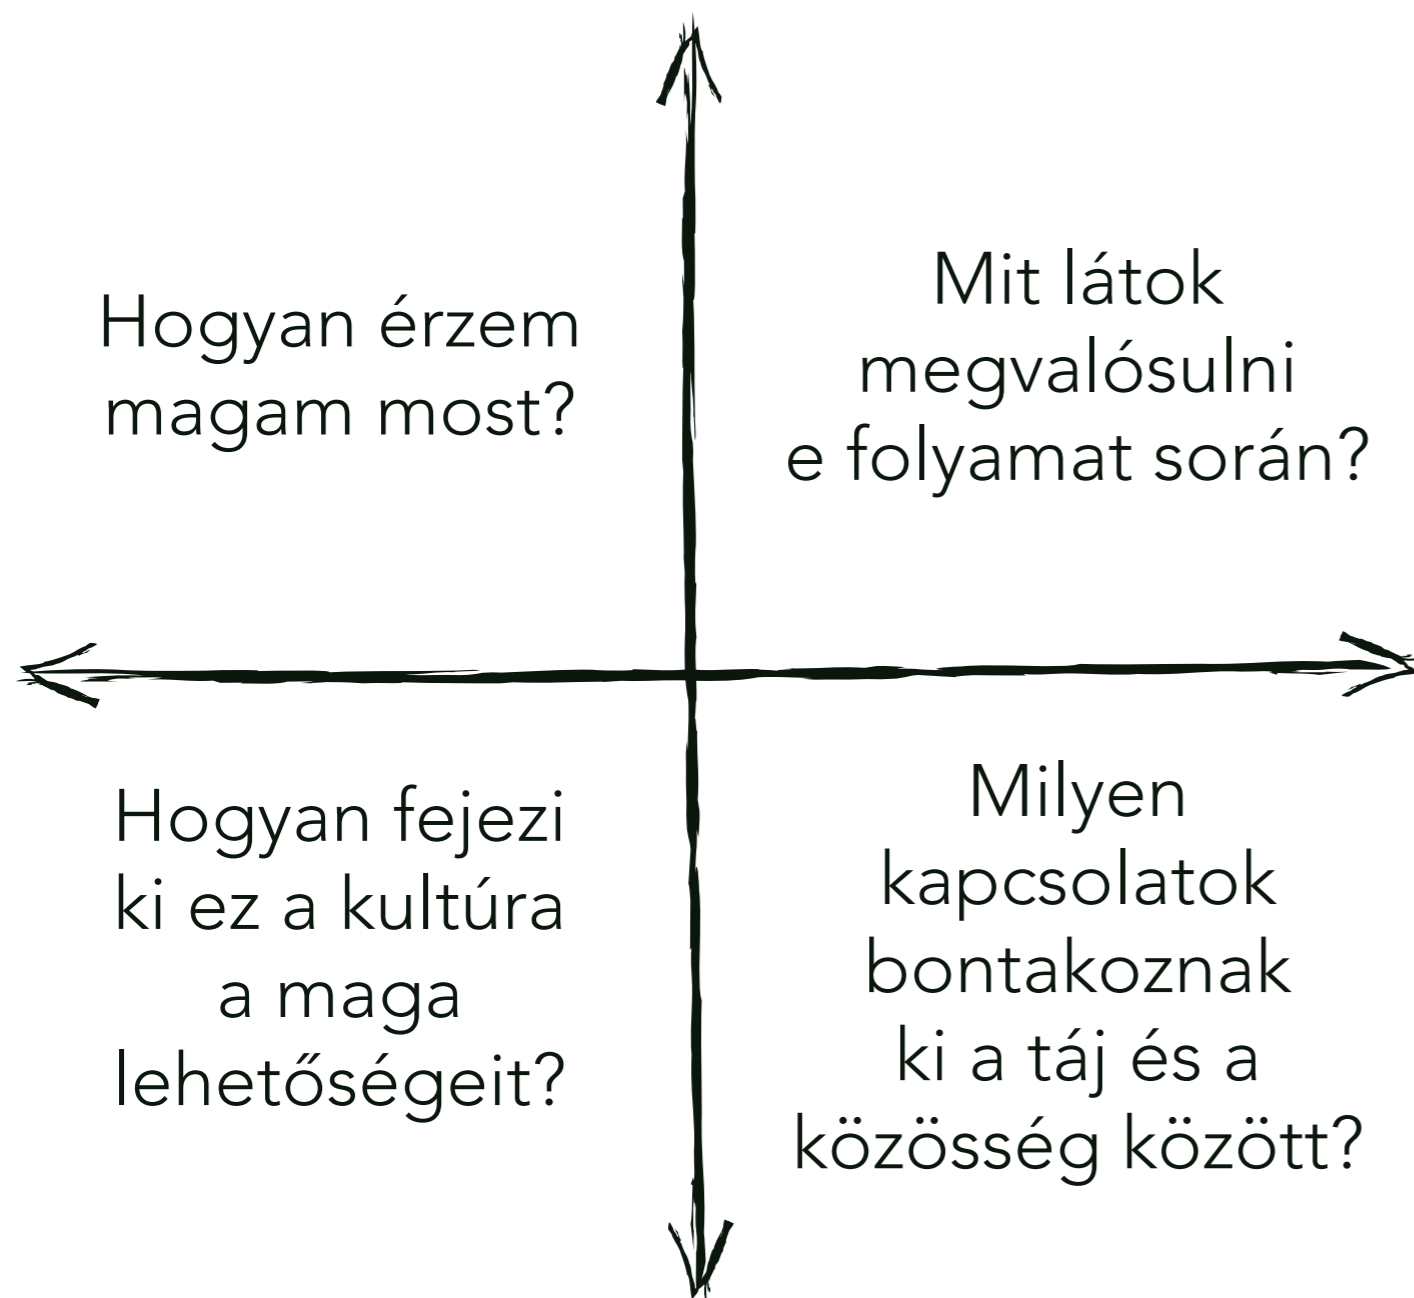 Hogyan érzem
magam most?
Mit látok
megvalósulni
e folyamat során?
Hogyan fejezi
ki ez a kultúra
a maga
lehetőségeit?
Milyen
kapcsolatok
bontakoznak
ki a táj és a
közösség között?